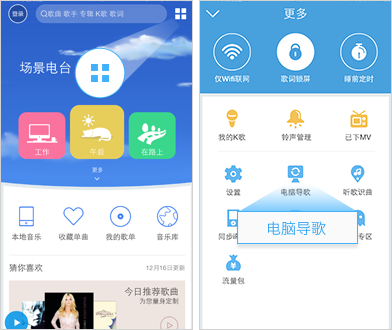 登录
歌曲 歌手 专辑 K歌 歌词
场景电台
工作
午后
在路上
更多
本地音乐
收藏单曲
我的歌单
音乐库
猜你喜欢
12月16日更新
今日推荐歌曲
为您量身定制
更多
仅Wifi联网
歌词锁屏
睡前定时
我的K歌
铃声管理
已下MV
设置
电脑导歌
听歌识曲
电脑导歌
同步
专区
流量包